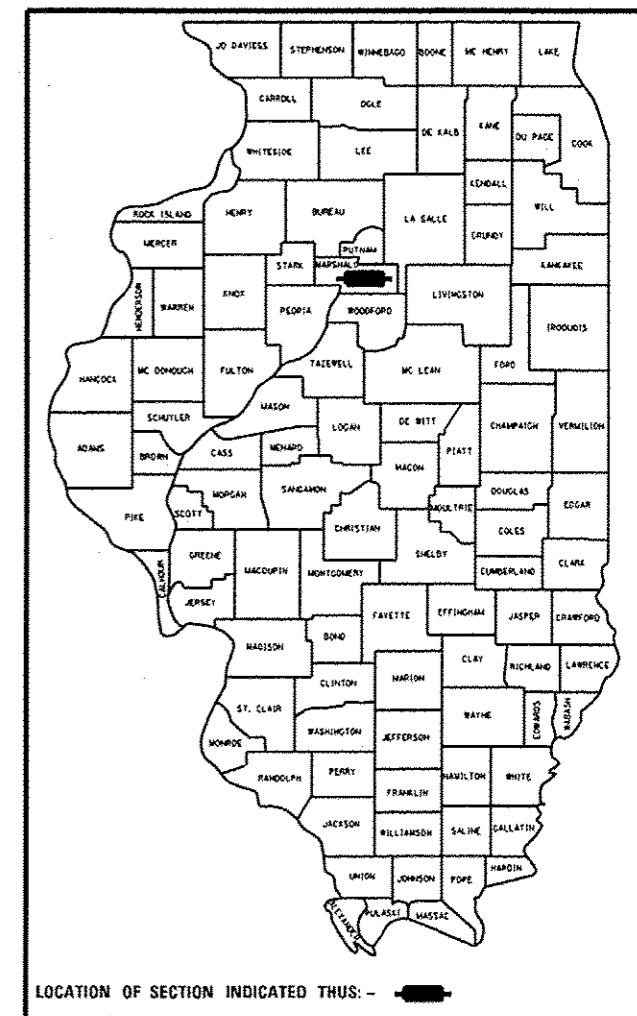 JO DAVIESS STEPHENSON WINNEBAGO BOONE MC HENRY LAKE
CARROLL OGLE DE KALB KANE DU PAGE COOK
WHITESIDE LEE KENDALL WILL
ROCK ISLAND HENRY BUREAU LA SALLE GRUNDY
MERCER PUTNAM KANKAKEE
STARK MARSHALL
HENDERSON WARREN KNOX PEORIA WOODFORD LIVINGSTON IROQUOIS
HANCOCK MC DONOUGH FULTON TAZEWELL MC LEAN FORD
MASON
SCHUYLER LOGAN DE WITT CHAMPAIGN VERMILION
ADAMS BROWN CASS MENARD MACON PIATT
MORGAN SANGAMON DOUGLAS EDGAR
PIKE SCOTT CHRISTIAN MOULTRIE COLES
GREENE MACOUPIN MONTGOMERY SHELBY CUMBERLAND CLARK
CALHOUN JERSEY FAYETTE EFFINGHAM JASPER CRAWFORD
MADISON BOND CLAY RICHLAND LAWRENCE
CLINTON MARION
ST. CLAIR WAYNE EDWARDS WABASH
MONROE WASHINGTON JEFFERSON
RANDOLPH PERRY HAMILTON WHITE
FRANKLIN
JACKSON WILLIAMSON SALINE GALLATIN
UNION JOHNSON POPE HARDIN
ALEXANDER PULASKI MASSAC
LOCATION OF SECTION INDICATED THUS: -